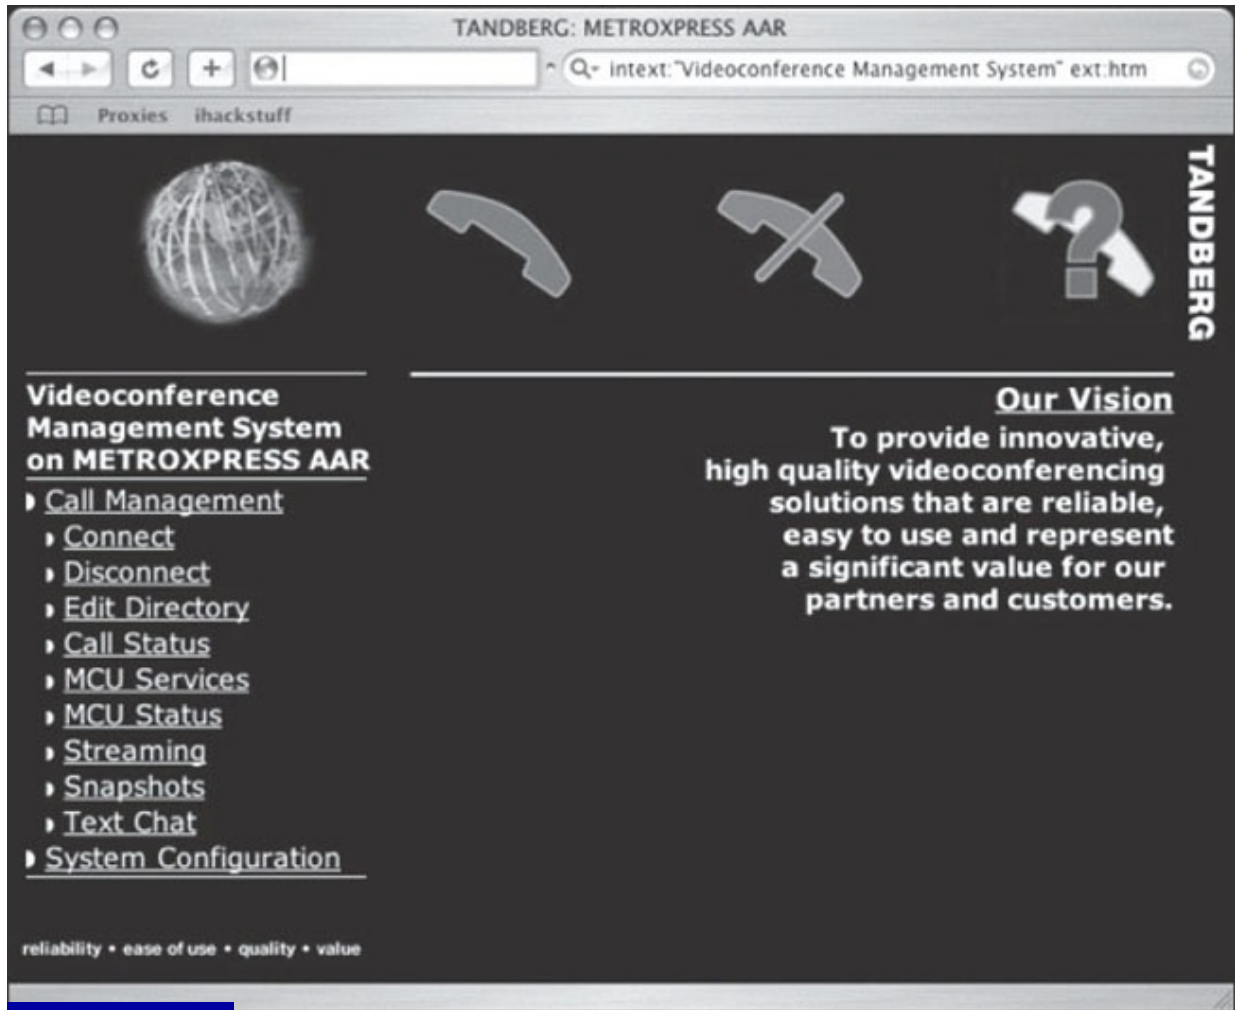 TANDBERG: METROXPRESS AAR
intext:"Videoconference Management System" ext:htm
Proxies ihackstuff
TANDBERG
Videoconference
Management System
on METROXPRESS AAR
Call Management
Connect
Disconnect
Edit Directory
Call Status
MCU Services
MCU Status
Streaming
Snapshots
Text Chat
System Configuration
reliability • ease of use • quality • value
Our Vision
To provide innovative,
high quality videoconferencing
solutions that are reliable,
easy to use and represent
a significant value for our
partners and customers.